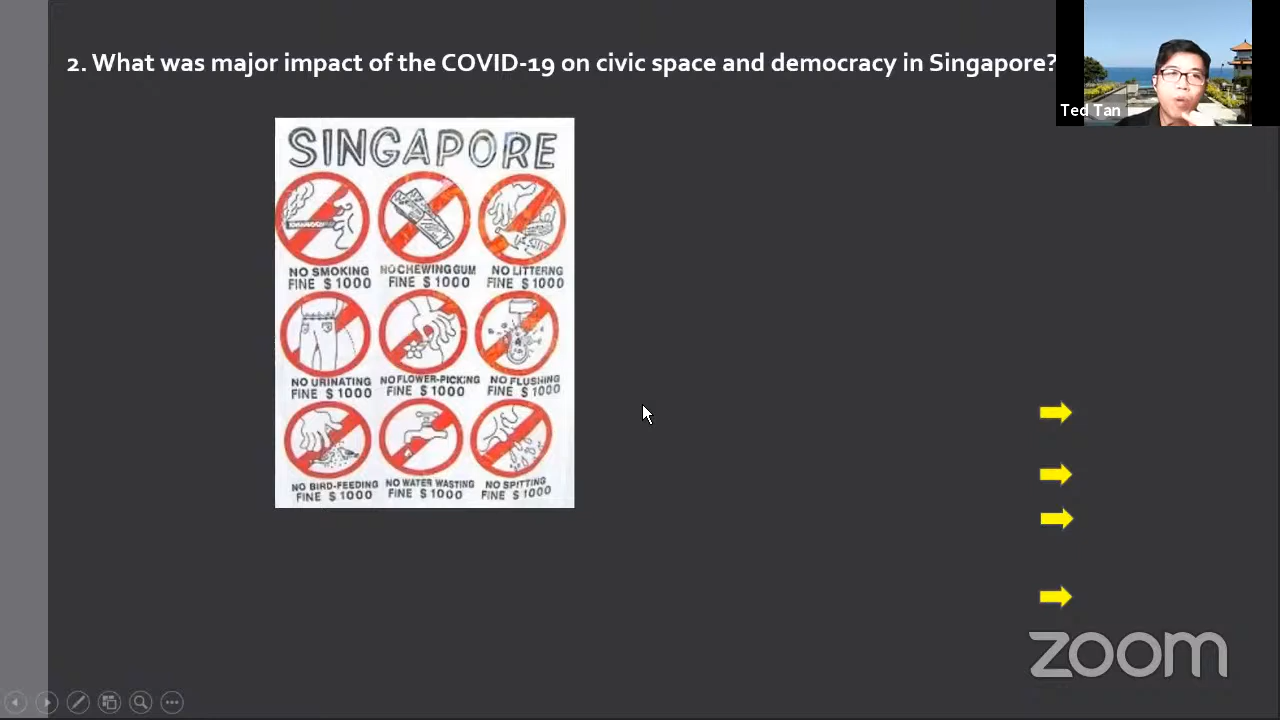 2. What was major impact of the COVID-19 on civic space and democracy in Singapore?
Ted Tan
SINGAPORE
NO SMOKING
FINE $1000
NO CHEWING GUM
FINE $1000
NO LITTERNG
FINE $1000
NO URINATING
FINE $1000
NO FLOWER-PICKING
FINE $1000
NO FLUSHING
FINE $1000
NO BIRD-FEEDING
FINE $1000
NO WATER WASTING
FINE $1000
NO SPITTING
FINE $1000
zoom